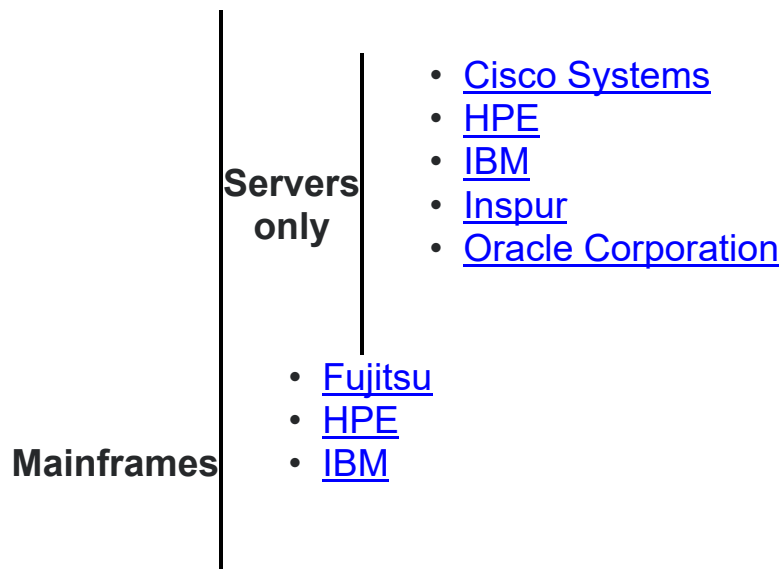 Servers
only
• Cisco Systems
• HPE
• IBM
• Inspur
• Oracle Corporation
Mainframes
• Fujitsu
• HPE
• IBM